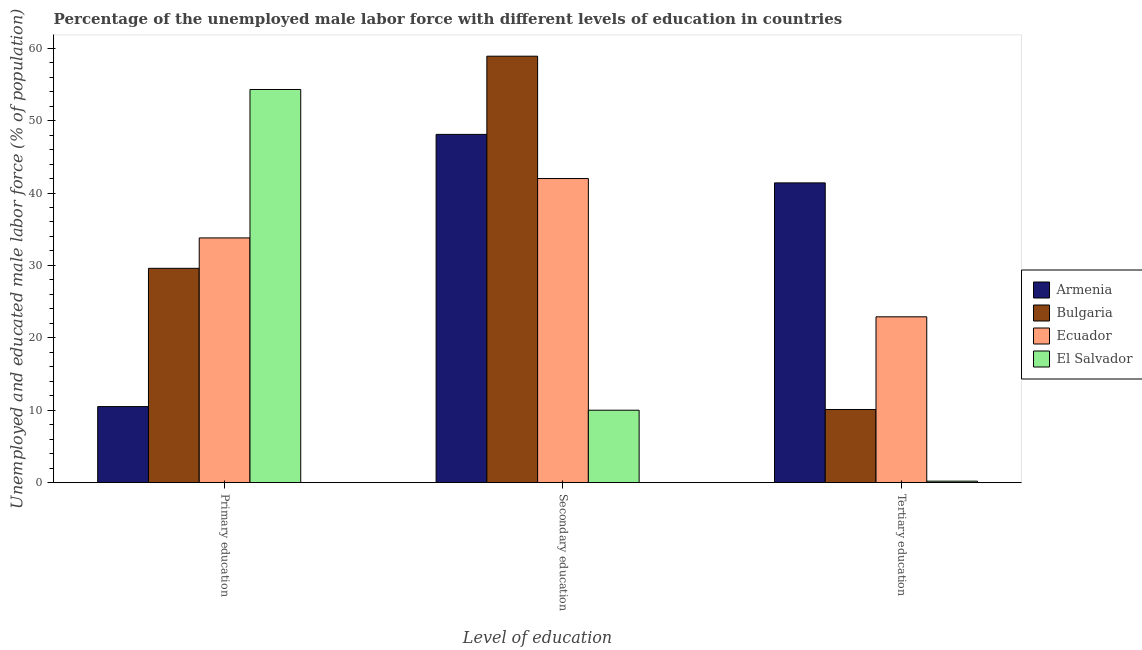 Percentage of the unemployed male labor force with different levels of education in countries
Unemployed and educated male labor force (% of population)
60
50
40
30
20
10
0
Primary education
Secondary education
Tertiary education
Level of education
Armenia
Bulgaria
Ecuador
El Salvador